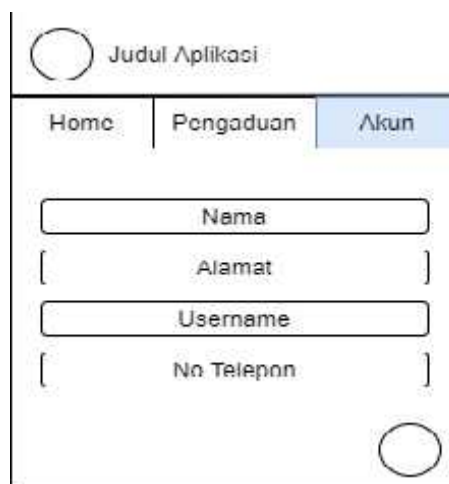 Judul Aplikasi
Home Pengaduan Akun
Nama
Alamat
Username
No Telepon